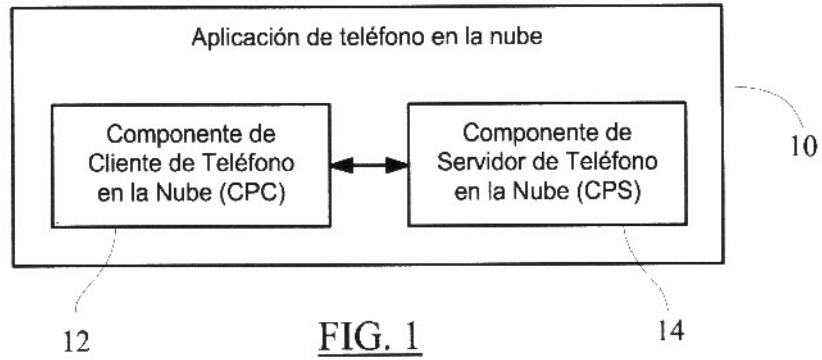 Aplicación de teléfono en la nube
Componente de
Cliente de Teléfono
en la Nube (CPC)
Componente de
Servidor de Teléfono
en la Nube (CPS)
10
12
14
FIG. 1